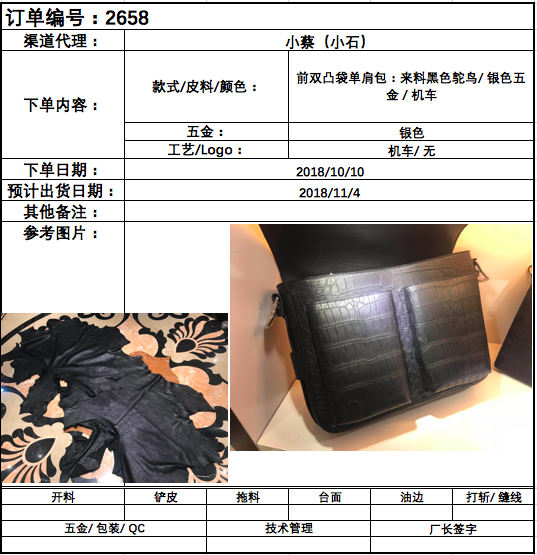 订单编号：2658
渠道代理：
小蔡（小石）
下单内容：
款式/皮料/颜色：
前双凸袋单肩包：来料黑色鸵鸟/ 银色五
金 / 机车
五金：
银色
工艺/Logo：
机车/ 无
下单日期：
2018/10/10
预计出货日期：
2018/11/4
其他备注：
参考图片：
开料
铲皮
拖料
台面
油边
打斩/ 缝线
五金/ 包装/ QC
技术管理
厂长签字